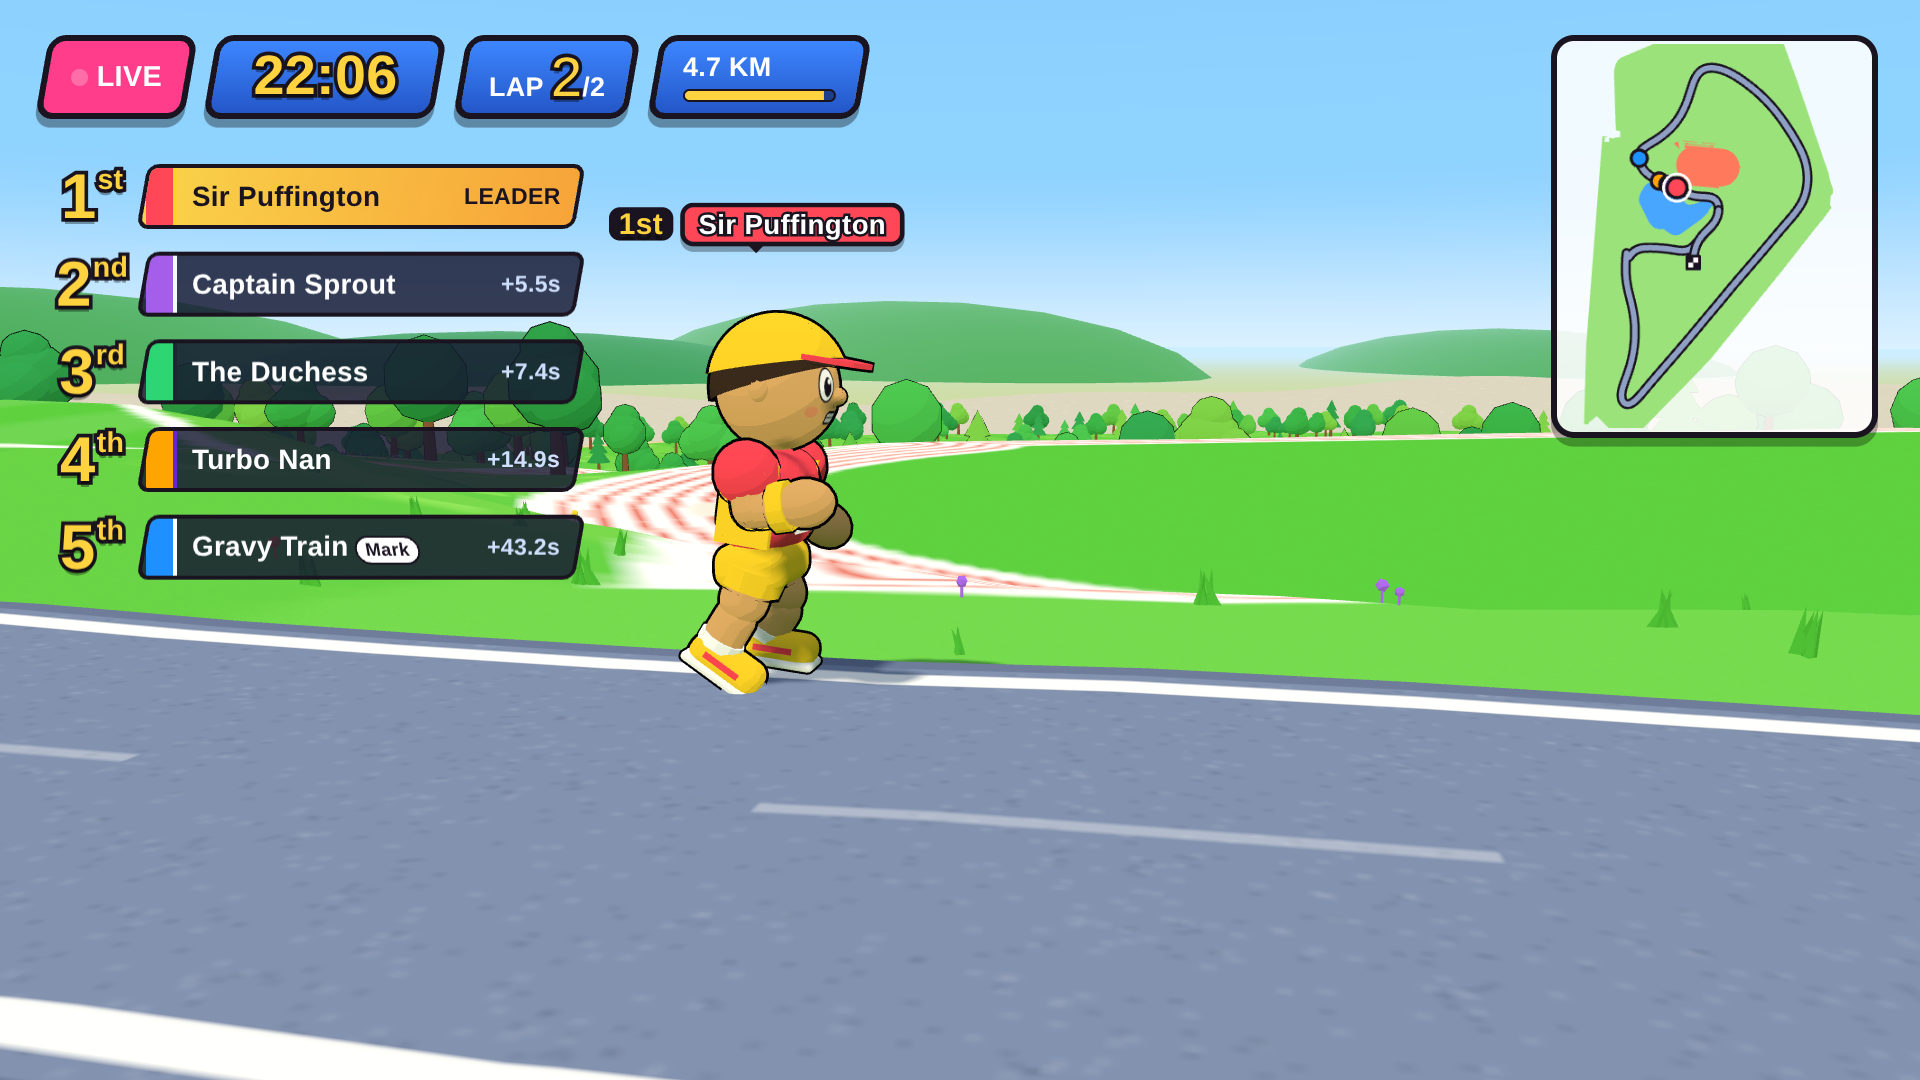 LIVE
22:06
LAP 2/2
4.7 KM
1st Sir Puffington LEADER
2nd Captain Sprout +5.5s
3rd The Duchess +7.4s
4th Turbo Nan +14.9s
5th Gravy Train Mark +43.2s
1st Sir Puffington